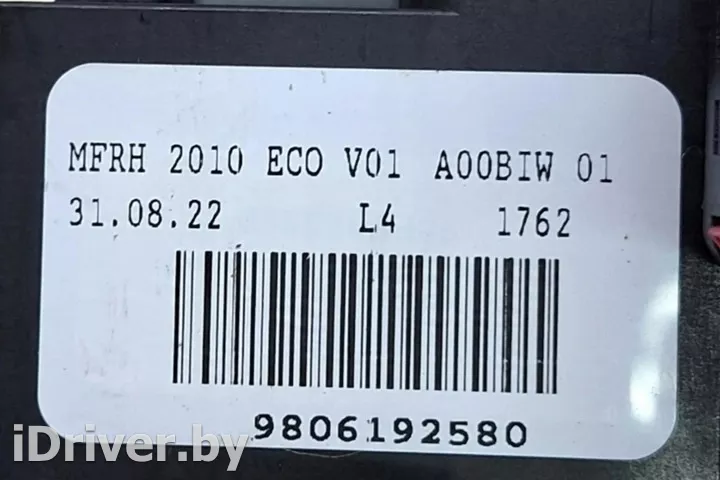 MFRH 2010 ECO V01 A00BIW 01
31.08.22 L4 1762
9806192580
iDriver.by